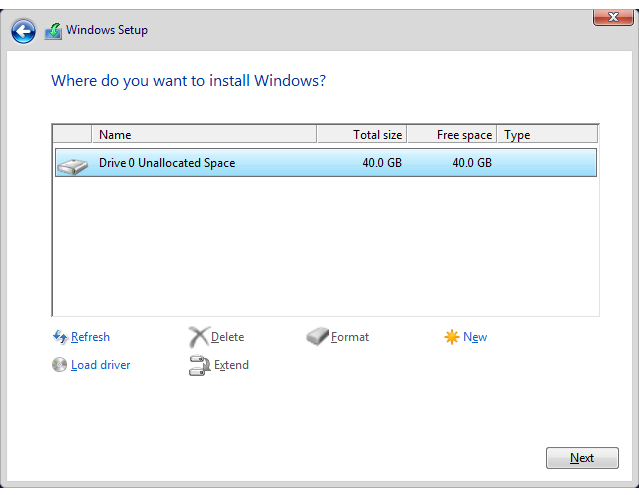 Windows Setup
Where do you want to install Windows?
Name Total size Free space Type
Drive 0 Unallocated Space 40.0 GB 40.0 GB
Refresh Delete Format New
Load driver Extend
Next